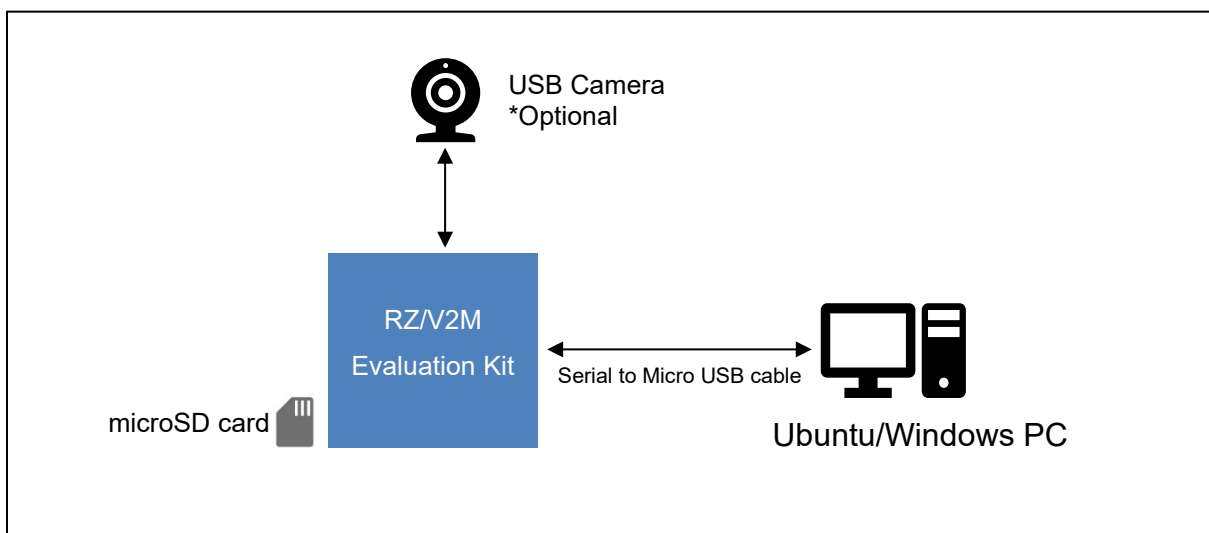 USB Camera
*Optional
RZ/V2M
Evaluation Kit
Serial to Micro USB cable
microSD card
Ubuntu/Windows PC